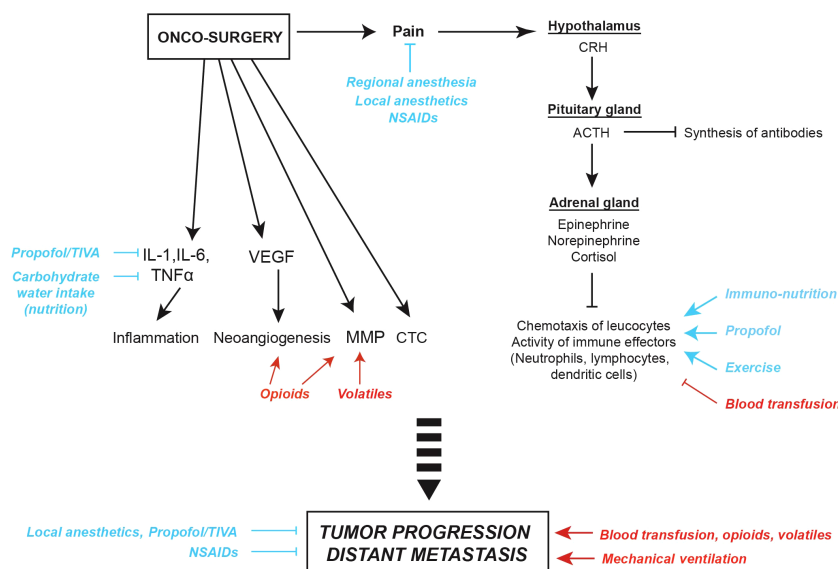 ONCO-SURGERY
Pain
Regional anesthesia
Local anesthetics
NSAIDs
Hypothalamus
CRH
Pituitary gland
ACTH
Synthesis of antibodies
Adrenal gland
Epinephrine
Norepinephrine
Cortisol
Propofol/TIVA
Carbohydrate
water intake
(nutrition)
IL-1,IL-6,
TNFα
VEGF
Inflammation
Neoangiogenesis
MMP
CTC
Opioids
Volatiles
Chemotaxis of leucocytes
Activity of immune effectors
(Neutrophils, lymphocytes,
dendritic cells)
Immuno-nutrition
Propofol
Exercise
Blood transfusion
Local anesthetics, Propofol/TIVA
NSAIDs
TUMOR PROGRESSION
DISTANT METASTASIS
Blood transfusion, opioids, volatiles
Mechanical ventilation